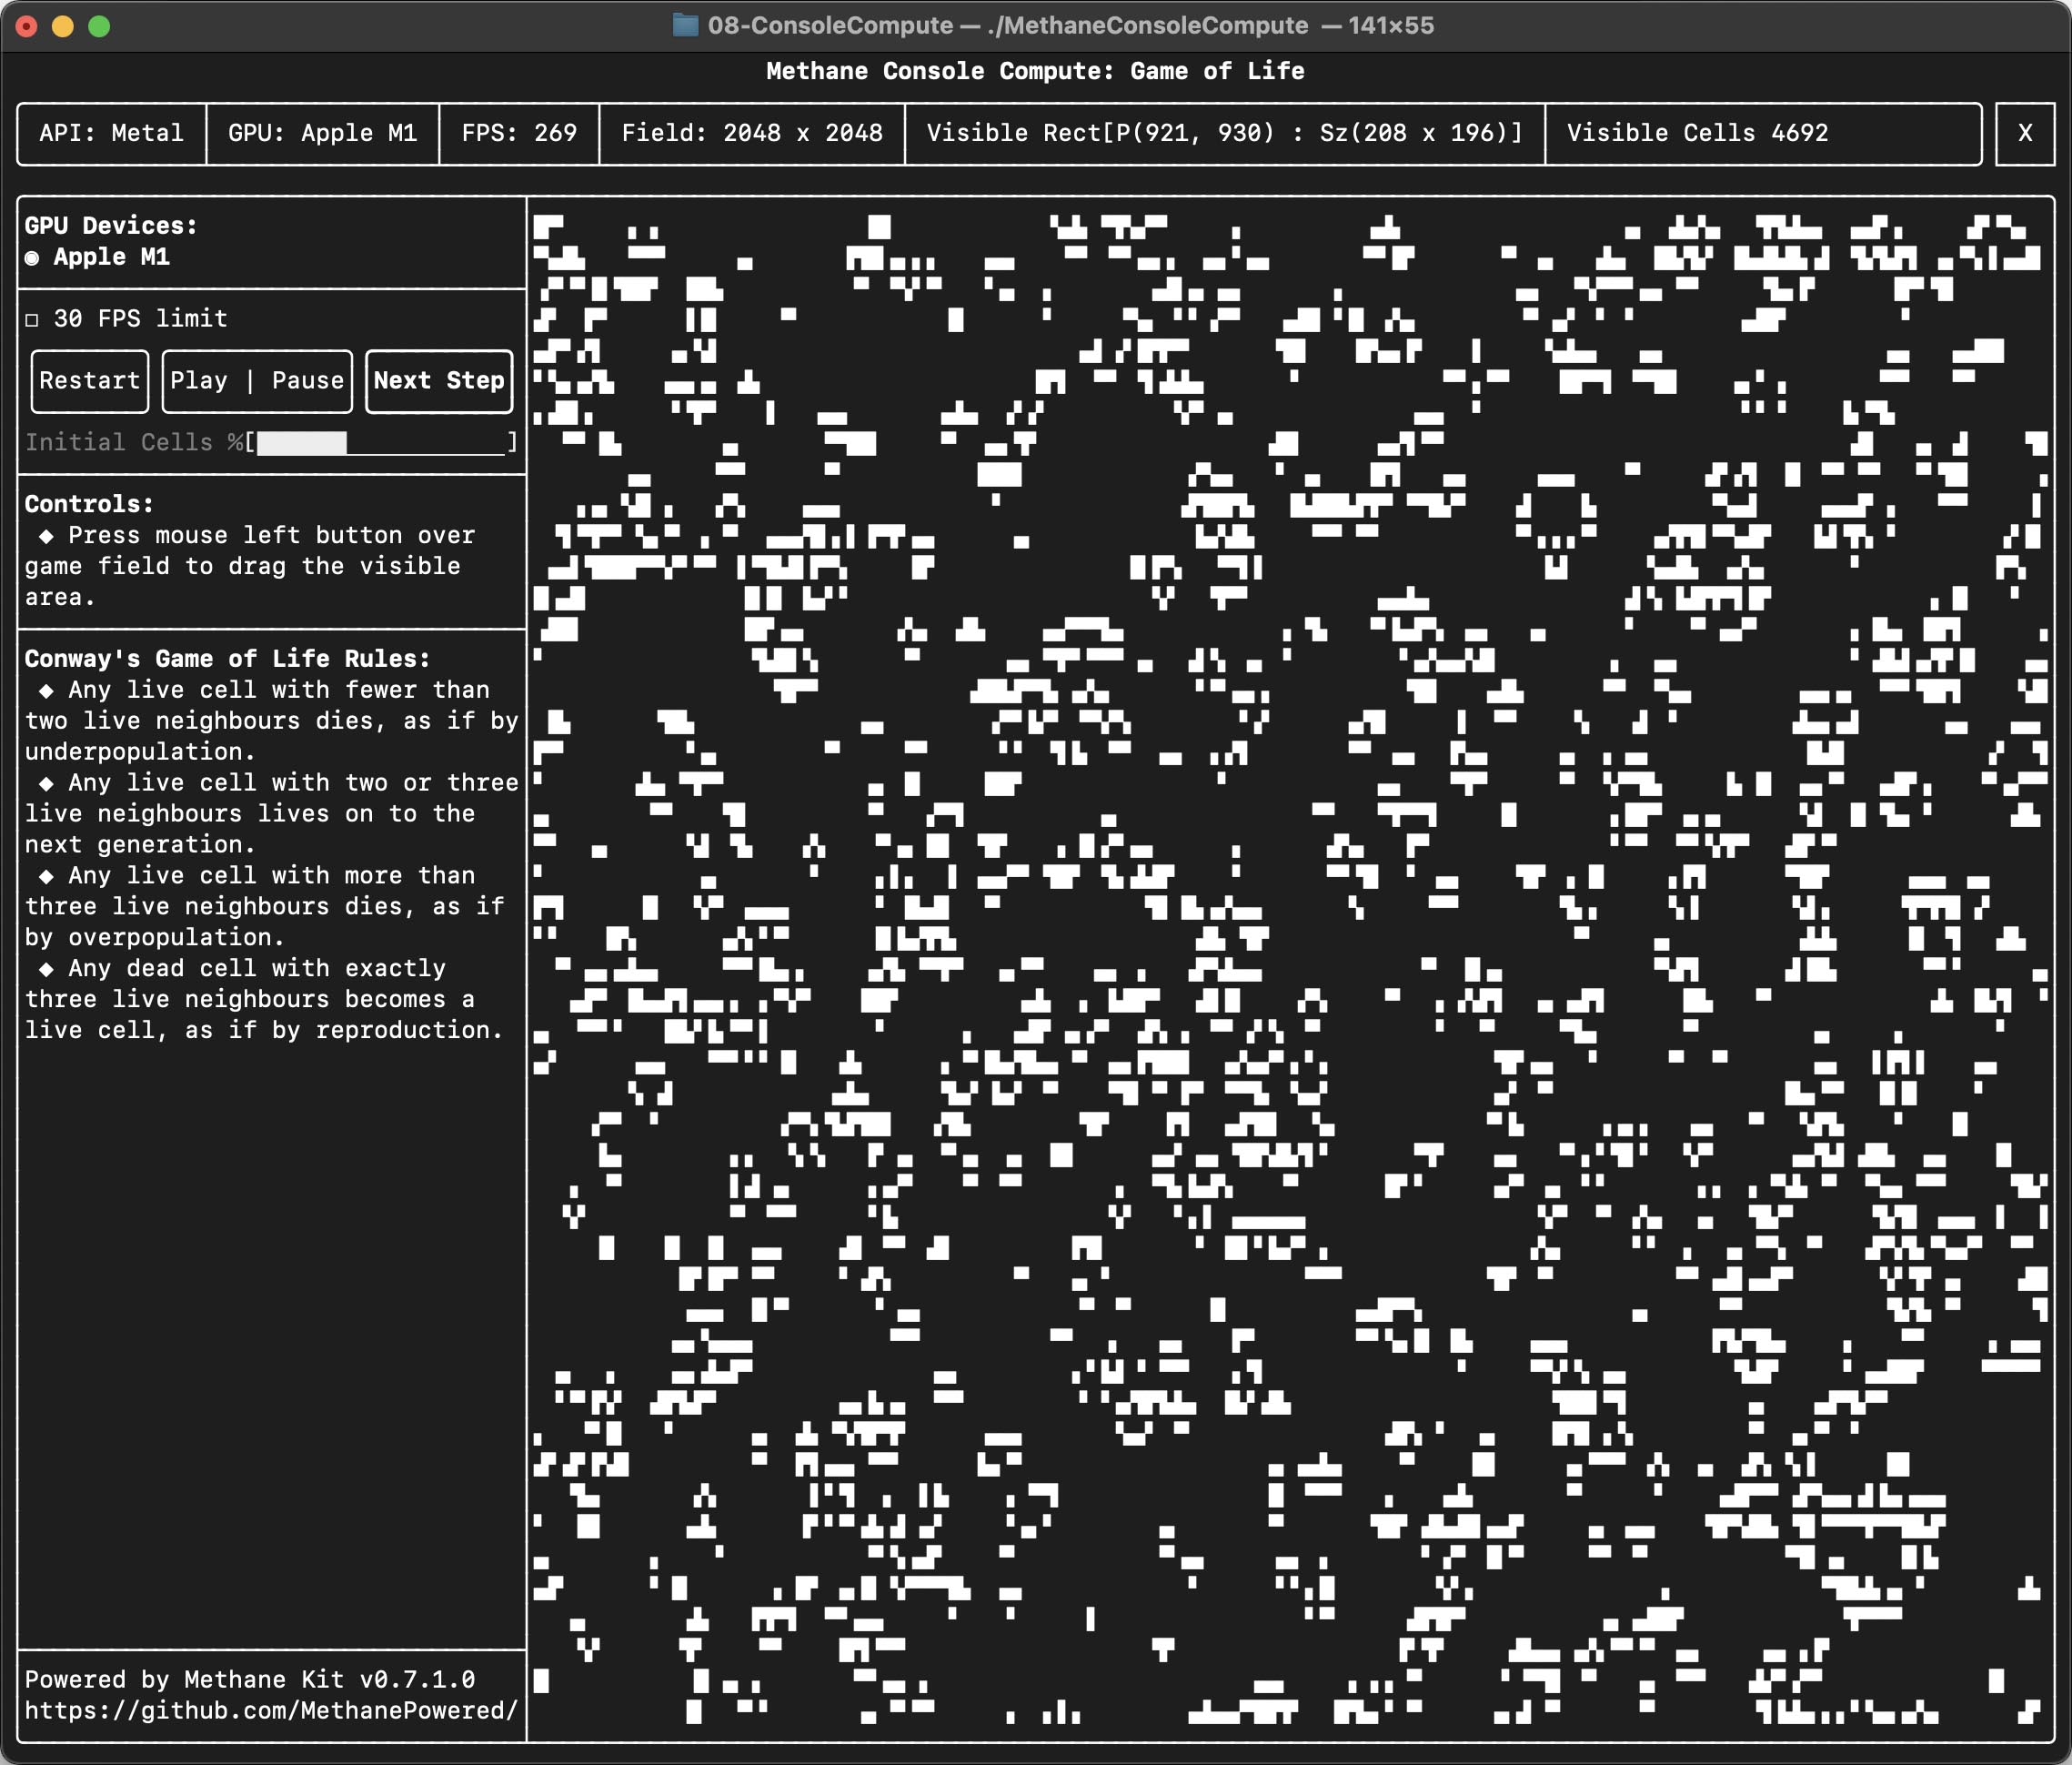 08-ConsoleCompute — ./MethaneConsoleCompute — 141×55
Methane Console Compute: Game of Life
API: Metal
GPU: Apple M1
FPS: 269
Field: 2048 x 2048
Visible Rect[P(921, 930) : Sz(208 x 196)]
Visible Cells 4692
X
GPU Devices:
◉ Apple M1
☐ 30 FPS limit
Restart
Play | Pause
Next Step
Initial Cells %[ ]
Controls:
◆ Press mouse left button over
game field to drag the visible
area.
Conway's Game of Life Rules:
◆ Any live cell with fewer than
two live neighbours dies, as if by
underpopulation.
◆ Any live cell with two or three
live neighbours lives on to the
next generation.
◆ Any live cell with more than
three live neighbours dies, as if
by overpopulation.
◆ Any dead cell with exactly
three live neighbours becomes a
live cell, as if by reproduction.
Powered by Methane Kit v0.7.1.0
https://github.com/MethanePowered/